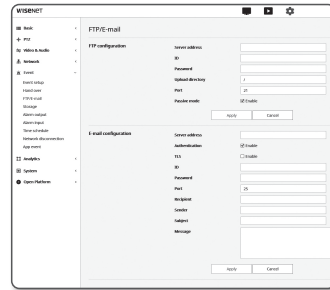 WISENET
Basic
PTZ
Video & Audio
Network
Event
Event setup
Hand over
FTP/E-mail
Storage
Alarm output
Alarm input
Time schedule
Network disconnection
App event
Analytics
System
Open Platform
FTP/E-mail
FTP configuration
Server address
ID
Password
Upload directory /
Port 21
Passive mode Enable
Apply Cancel
E-mail configuration
Server address
Authentication Enable
TLS Enable
ID
Password
Port 25
Recipient
Sender
Subject
Message
Apply Cancel